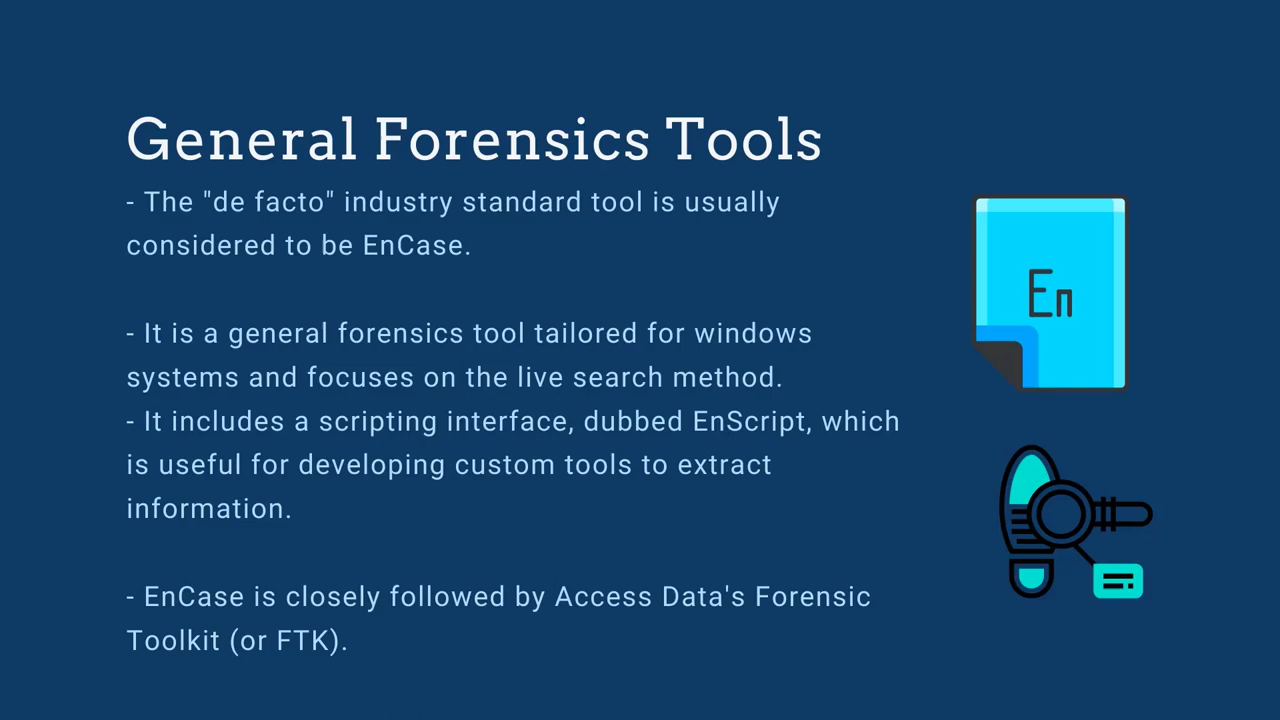 General Forensics Tools
- The "de facto" industry standard tool is usually
considered to be EnCase.
- It is a general forensics tool tailored for windows
systems and focuses on the live search method.
- It includes a scripting interface, dubbed EnScript, which
is useful for developing custom tools to extract
information.
- EnCase is closely followed by Access Data's Forensic
Toolkit (or FTK).
En